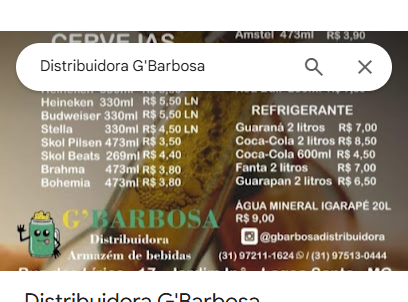 CERVEJAS
Amstel 473ml R$ 3,90
Distribuidora G'Barbosa
Heineken 330ml R$ 5,50 LN
Budweiser 330ml R$ 5,50 LN
Stella 330ml R$ 4,50 LN
Skol Pilsen 473ml R$ 3,50
Skol Beats 269ml R$ 4,40
Brahma 473ml R$ 3,80
Bohemia 473ml R$ 3,80
REFRIGERANTE
Guaraná 2 litros R$ 7,00
Coca-Cola 2 litros R$ 8,50
Coca-Cola 600ml R$ 4,50
Fanta 2 litros R$ 7,00
Guarapan 2 litros R$ 6,50
ÁGUA MINERAL IGARAPÉ 20L
R$ 9,00
G'BARBOSA
Distribuidora
Armazém de bebidas
@gbarbosadistribuidora
(31) 97211-1624 / (31) 97513-0444
Distribuidora G'Barbosa